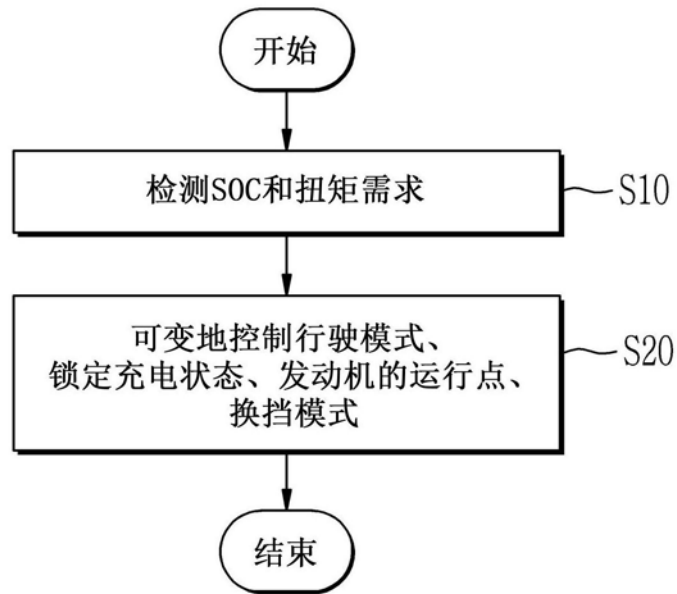 开始
检测SOC和扭矩需求
S10
可变地控制行驶模式、
锁定充电状态、发动机的运行点、
换挡模式
S20
结束